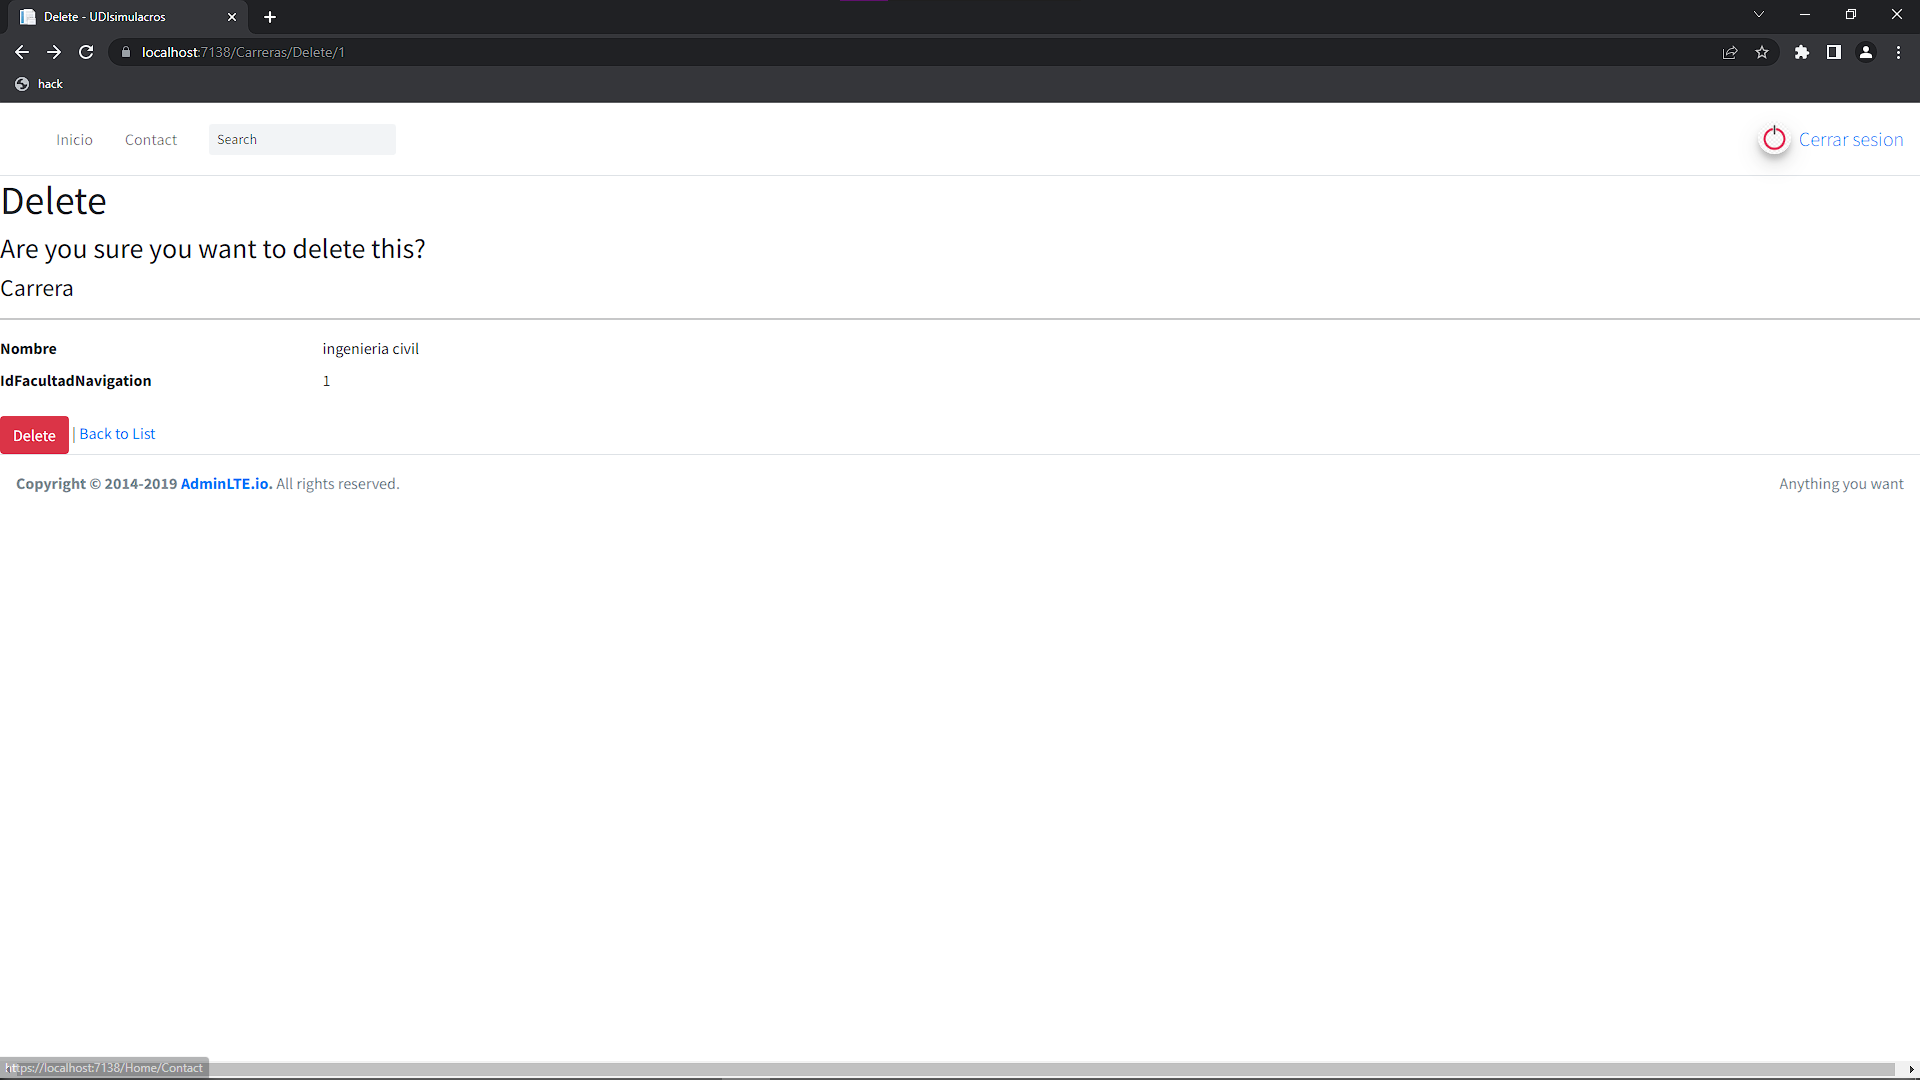 Delete - UDIsimulacros
localhost:7138/Carreras/Delete/1
hack
Inicio Contact Search Cerrar sesion
Delete
Are you sure you want to delete this?
Carrera
Nombre ingenieria civil
IdFacultadNavigation 1
Delete | Back to List
Copyright © 2014-2019 AdminLTE.io. All rights reserved. Anything you want
https://localhost:7138/Home/Contact